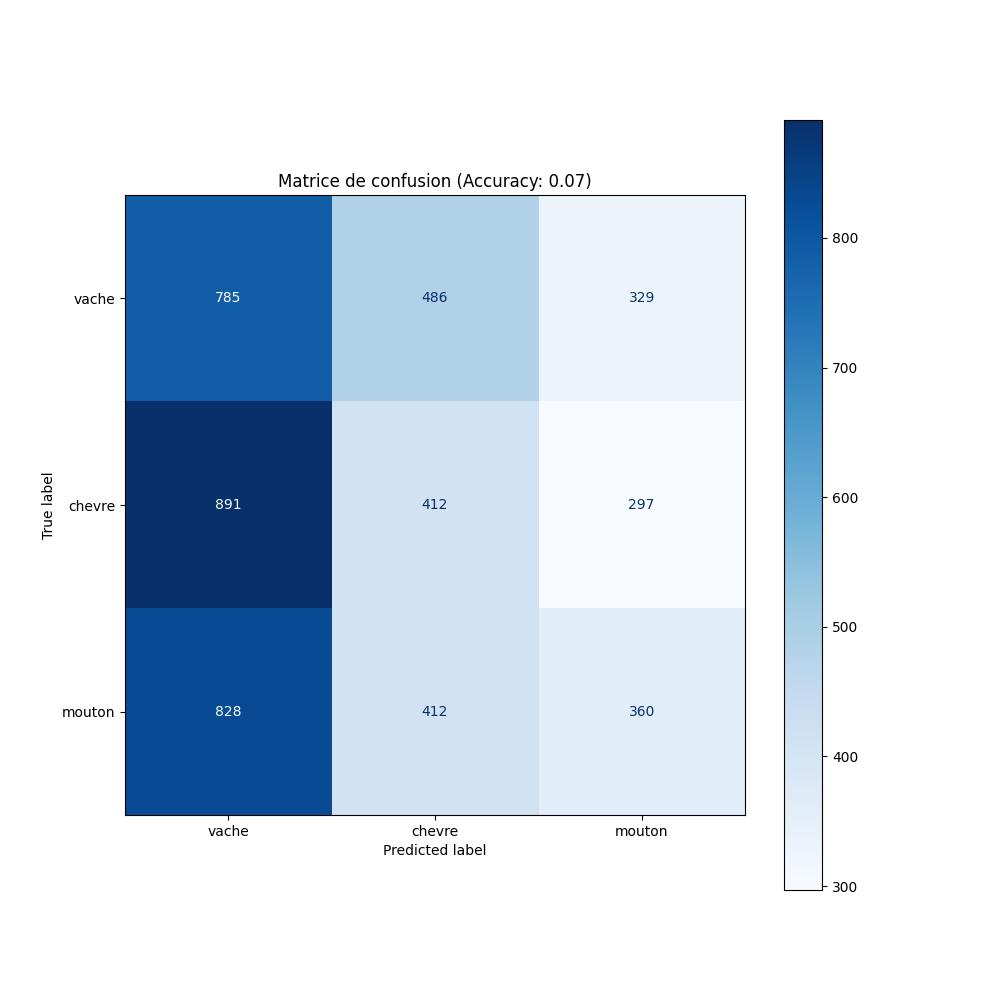 Matrice de confusion (Accuracy: 0.07)
vache
785
486
329
chevre
891
412
297
mouton
828
412
360
vache
chevre
mouton
Predicted label
True label
800
700
600
500
400
300